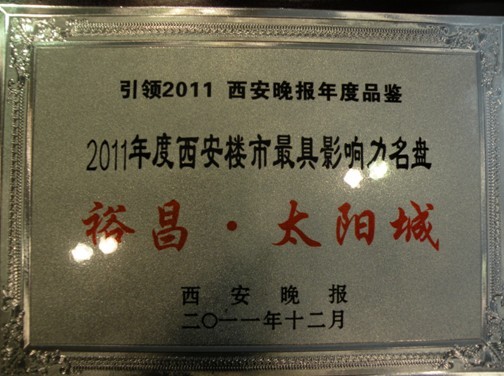 引领2011 西安晚报年度品鉴
2011年度西安楼市最具影响力名盘
裕昌·太阳城
西安晚报
二〇一一年十二月